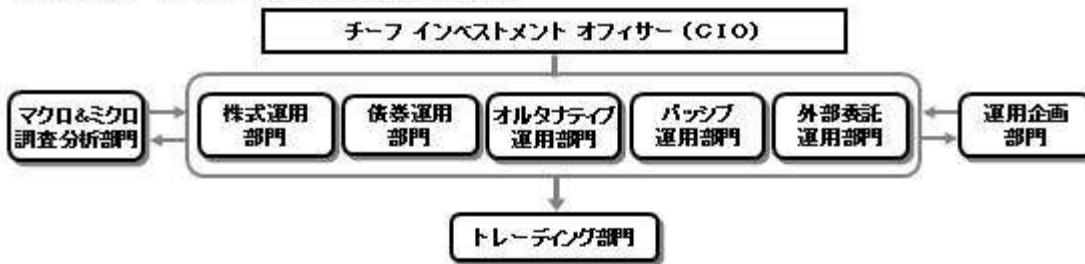 チーフ インベストメント オフィサー (CIO)
マクロ&ミクロ
調査分析部門
株式運用
部門
債券運用
部門
オルタナティブ
運用部門
パッシブ
運用部門
外部委託
運用部門
運用企画
部門
トレーディング部門